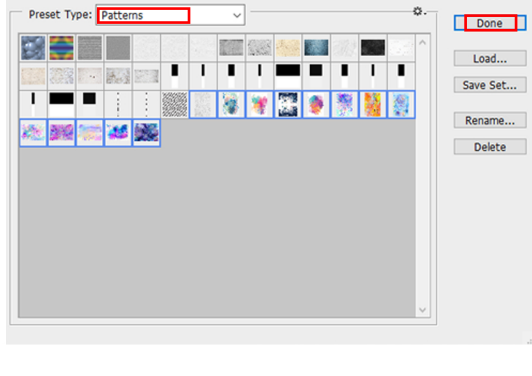 Preset Type: Patterns
Done
Load...
Save Set...
Rename...
Delete